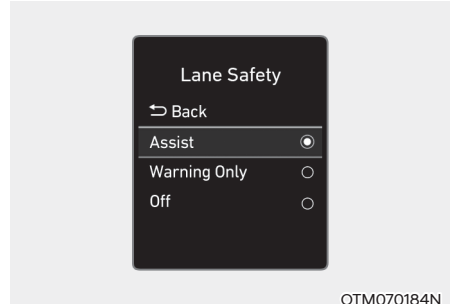 Lane Safety
Back
Assist
Warning Only
Off
OTM070184N